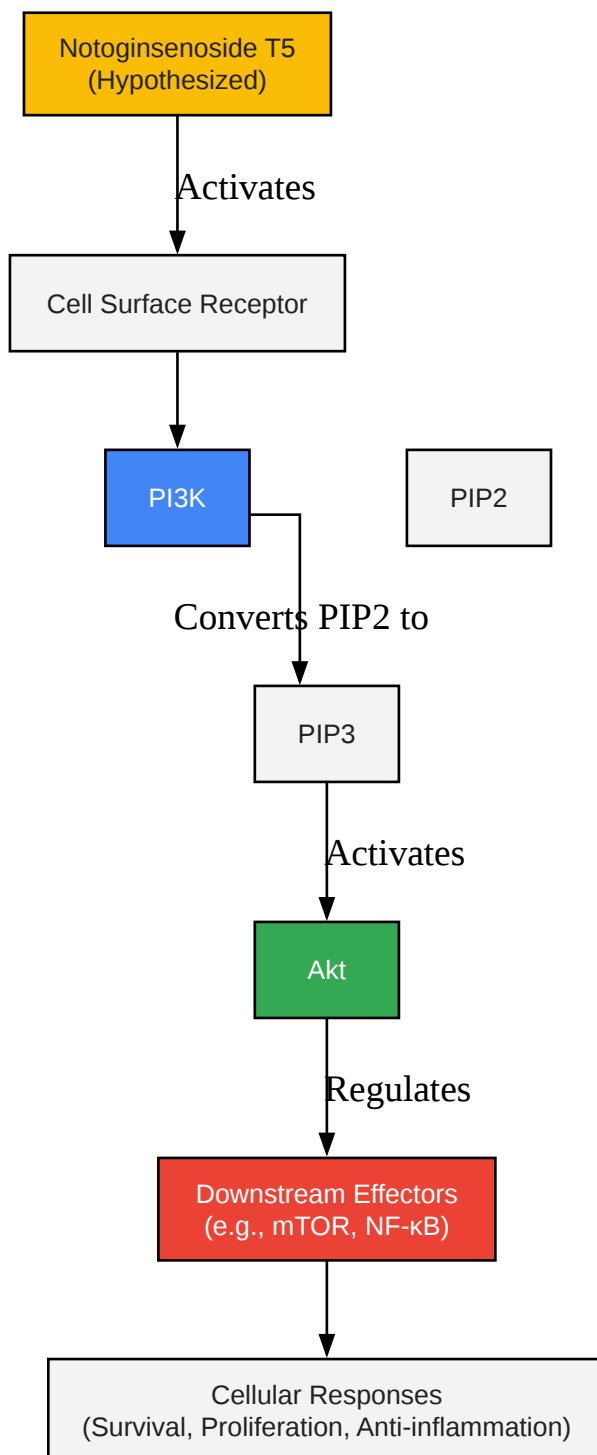 Notoginsenoside T5
(Hypothesized)
Activates
Cell Surface Receptor
PI3K
PIP2
Converts PIP2 to
PIP3
Activates
Akt
Regulates
Downstream Effectors
(e.g., mTOR, NF-κB)
Cellular Responses
(Survival, Proliferation, Anti-inflammation)